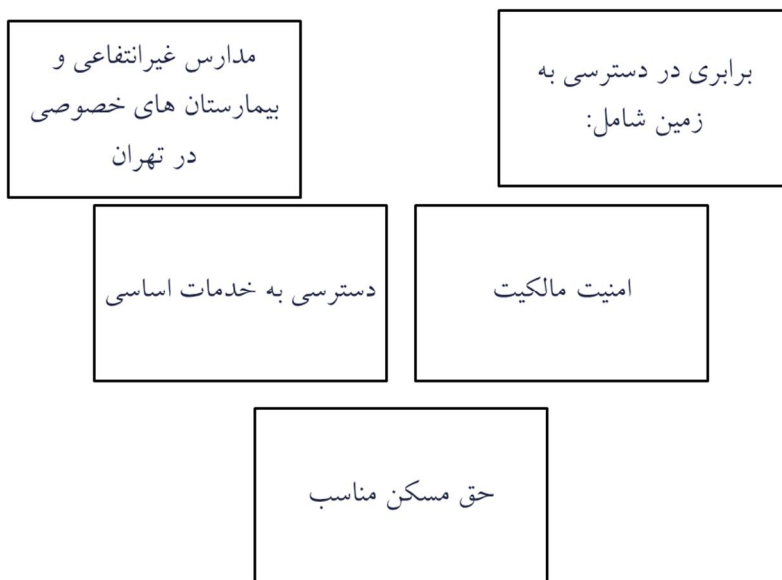 برابری در دسترسی به
زمین شامل:
مدارس غیرانتفاعی و
بیمارستان های خصوصی
در تهران
امنیت مالکیت
دسترسی به خدمات اساسی
حق مسکن مناسب